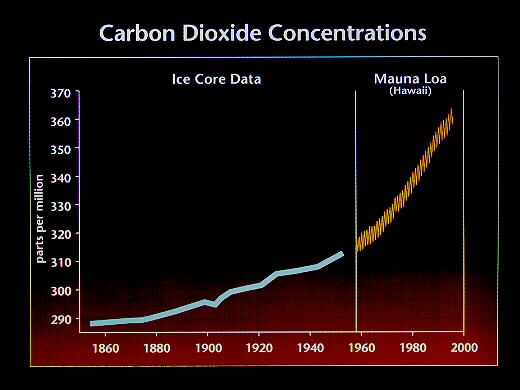 Carbon Dioxide Concentrations
Ice Core Data
Mauna Loa
(Hawaii)
parts per million
370
360
350
340
330
320
310
300
290
1860 1880 1900 1920 1940 1960 1980 2000